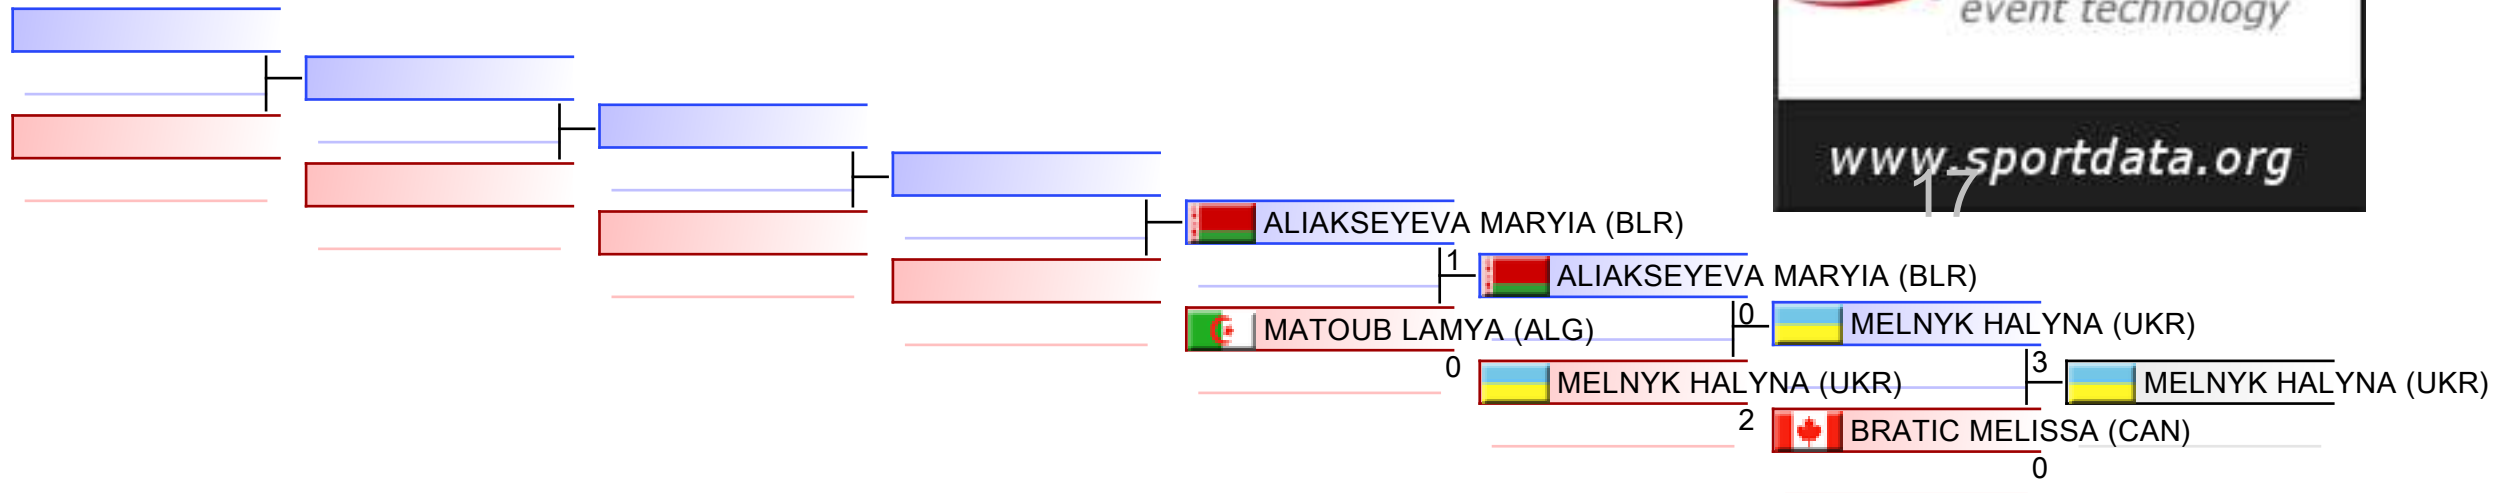 event technology
www.sportdata.org
17
ALIAKSEYEVA MARYIA (BLR)
1
ALIAKSEYEVA MARYIA (BLR)
MATOUB LAMYA (ALG)
0
0
MELNYK HALYNA (UKR)
MELNYK HALYNA (UKR)
2
3
MELNYK HALYNA (UKR)
BRATIC MELISSA (CAN)
0